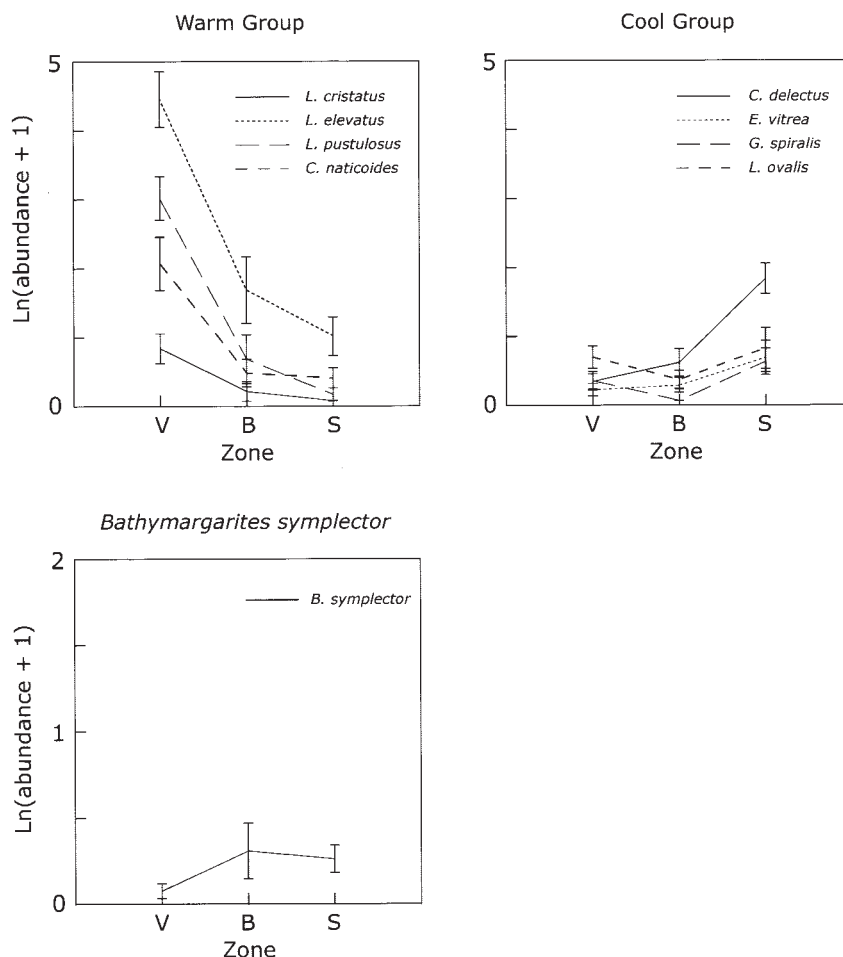 Warm Group
5
L. cristatus
L. elevatus
L. pustulosus
C. naticoides
Ln(abundance + 1)
0
V B S
Zone
Cool Group
5
C. delectus
E. vitrea
G. spiralis
L. ovalis
0
V B S
Zone
Bathymargarites symplector
2
B. symplector
Ln(abundance + 1)
1
0
V B S
Zone